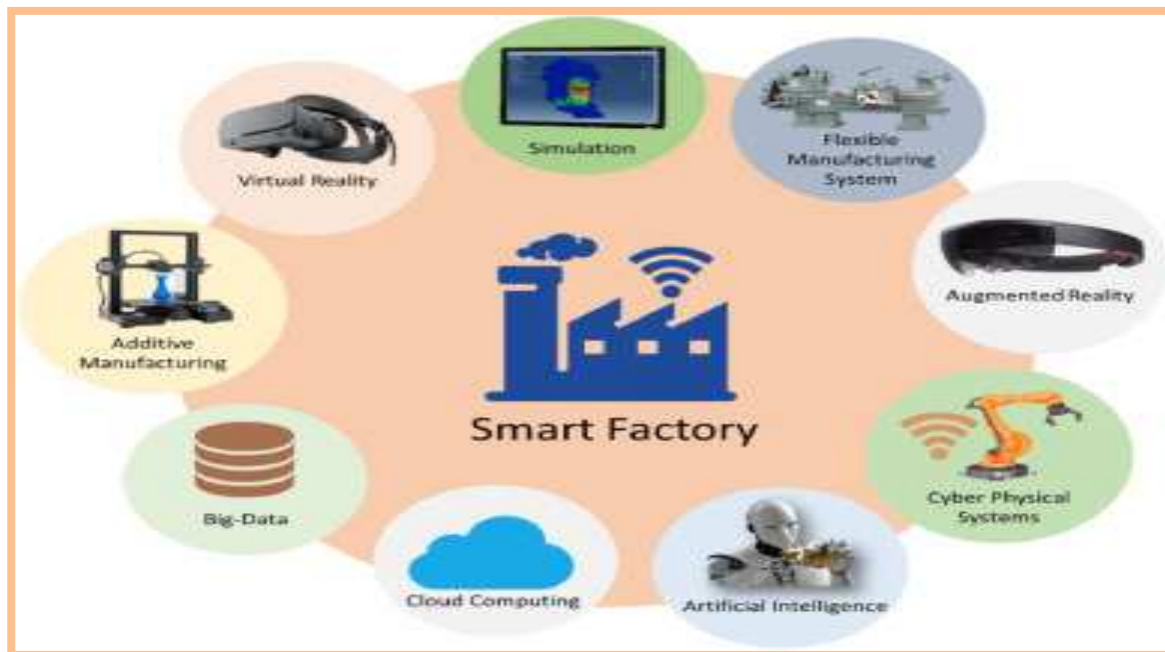 Simulation
Flexible
Manufacturing
System
Virtual Reality
Augmented Reality
Additive
Manufacturing
Smart Factory
Cyber Physical
Systems
Big-Data
Cloud Computing
Artificial Intelligence